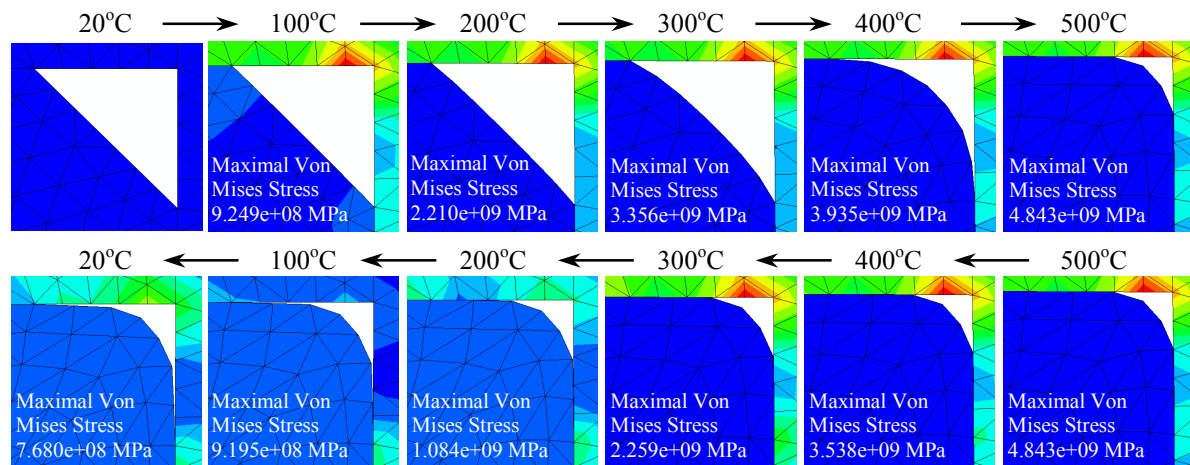 20°C 100°C 200°C 300°C 400°C 500°C
Maximal Von
Mises Stress
9.249e+08 MPa
Maximal Von
Mises Stress
2.210e+09 MPa
Maximal Von
Mises Stress
3.356e+09 MPa
Maximal Von
Mises Stress
3.935e+09 MPa
Maximal Von
Mises Stress
4.843e+09 MPa
20°C 100°C 200°C 300°C 400°C 500°C
Maximal Von
Mises Stress
7.680e+08 MPa
Maximal Von
Mises Stress
9.195e+08 MPa
Maximal Von
Mises Stress
1.084e+09 MPa
Maximal Von
Mises Stress
2.259e+09 MPa
Maximal Von
Mises Stress
3.538e+09 MPa
Maximal Von
Mises Stress
4.843e+09 MPa